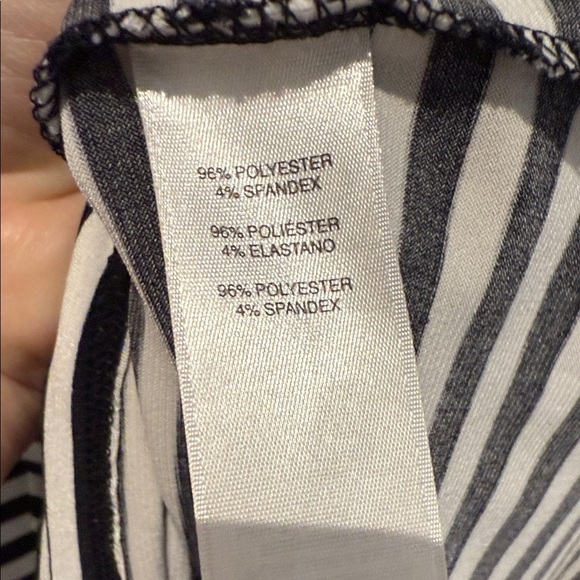 96% POLYESTER
4% SPANDEX
96% POLIÉSTER
4% ELASTANO
96% POLYESTER
4% SPANDEX